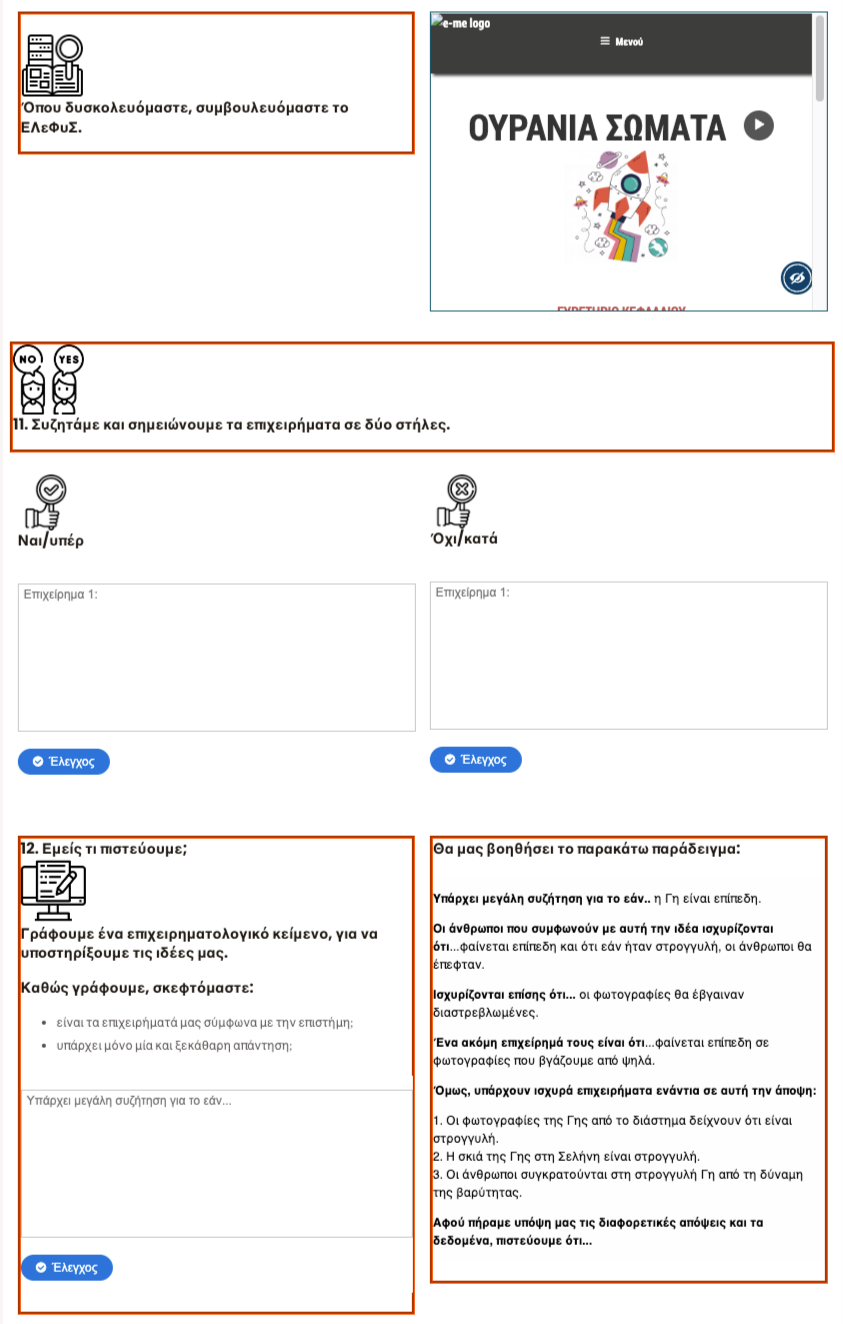 Όπου δυσκολευόμαστε, συμβουλευόμαστε το
ΕΛεΦυΣ.
e-me logo
Μενού
ΟΥΡΑΝΙΑ ΣΩΜΑΤΑ
ΕΥΡΕΤΗΡΙΟ ΚΕΦΑΛΑΙΟΥ
NO YES
11. Συζητάμε και σημειώνουμε τα επιχειρήματα σε δύο στήλες.
Ναι/υπέρ
Επιχείρημα 1:
Έλεγχος
Όχι/κατά
Επιχείρημα 1:
Έλεγχος
12. Εμείς τι πιστεύουμε;
Γράφουμε ένα επιχειρηματολογικό κείμενο, για να
υποστηρίξουμε τις ιδέες μας.
Καθώς γράφουμε, σκεφτόμαστε:
• είναι τα επιχειρήματά μας σύμφωνα με την επιστήμη;
• υπάρχει μόνο μία και ξεκάθαρη απάντηση;
Υπάρχει μεγάλη συζήτηση για το εάν...
Έλεγχος
Θα μας βοηθήσει το παρακάτω παράδειγμα:
Υπάρχει μεγάλη συζήτηση για το εάν.. η Γη είναι επίπεδη.
Οι άνθρωποι που συμφωνούν με αυτή την ιδέα ισχυρίζονται
ότι...φαίνεται επίπεδη και ότι εάν ήταν στρογγυλή, οι άνθρωποι θα
έπεφταν.
Ισχυρίζονται επίσης ότι... οι φωτογραφίες θα έβγαιναν
διαστρεβλωμένες.
Ένα ακόμη επιχείρημά τους είναι ότι...φαίνεται επίπεδη σε
φωτογραφίες που βγάζουμε από ψηλά.
Όμως, υπάρχουν ισχυρά επιχειρήματα ενάντια σε αυτή την άποψη:
1. Οι φωτογραφίες της Γης από το διάστημα δείχνουν ότι είναι
στρογγυλή.
2. Η σκιά της Γης στη Σελήνη είναι στρογγυλή.
3. Οι άνθρωποι συγκρατούνται στη στρογγυλή Γη από τη δύναμη
της βαρύτητας.
Αφού πήραμε υπόψη μας τις διαφορετικές απόψεις και τα
δεδομένα, πιστεύουμε ότι...